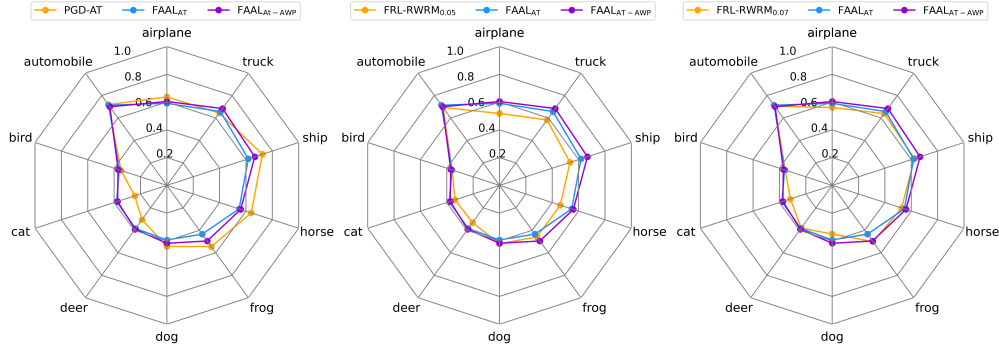 PGD-AT FAAL_AT FAAL_At−AWP
airplane
truck
ship
horse
frog
dog
deer
cat
bird
automobile
0.2
0.4
0.6
0.8
1.0
FRL-RWRM_0.05 FAAL_AT FAAL_AT−AWP
airplane
truck
ship
horse
frog
dog
deer
cat
bird
automobile
0.2
0.4
0.6
0.8
1.0
FRL-RWRM_0.07 FAAL_AT FAAL_AT−AWP
airplane
truck
ship
horse
frog
dog
deer
cat
bird
automobile
0.2
0.4
0.6
0.8
1.0